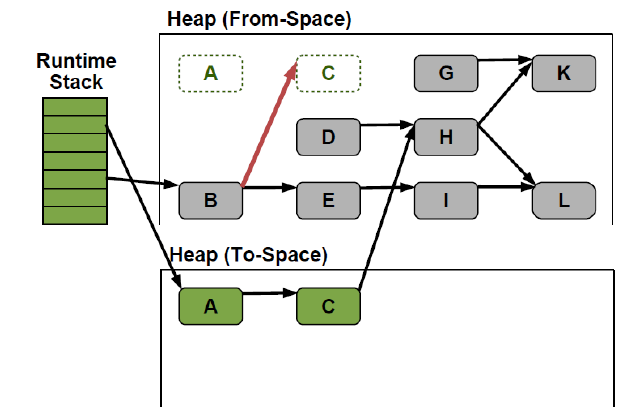 Heap (From-Space)
Runtime
Stack
A
C
G
K
D
H
B
E
I
L
Heap (To-Space)
A
C